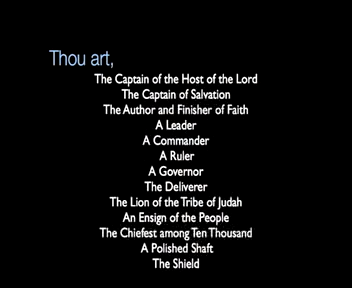 Thou art,
The Captain of the Host of the Lord
The Captain of Salvation
The Author and Finisher of Faith
A Leader
A Commander
A Ruler
A Governor
The Deliverer
The Lion of the Tribe of Judah
An Ensign of the People
The Chiefest among Ten Thousand
A Polished Shaft
The Shield